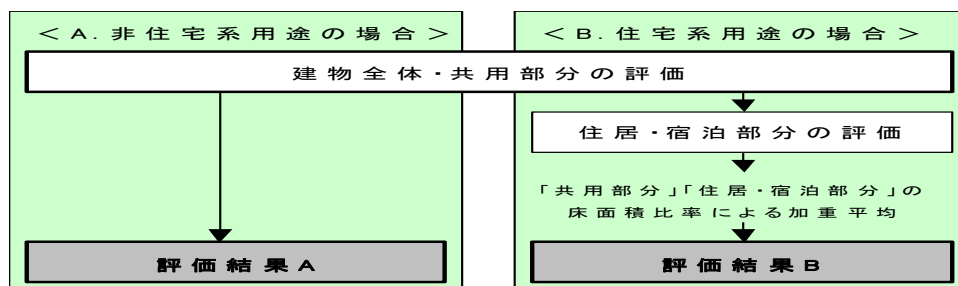 ＜A.非住宅系用途の場合＞
＜B.住宅系用途の場合＞
建物全体・共用部分の評価
住居・宿泊部分の評価
「共用部分」「住居・宿泊部分」の
床面積比率による加重平均
評価結果A
評価結果B